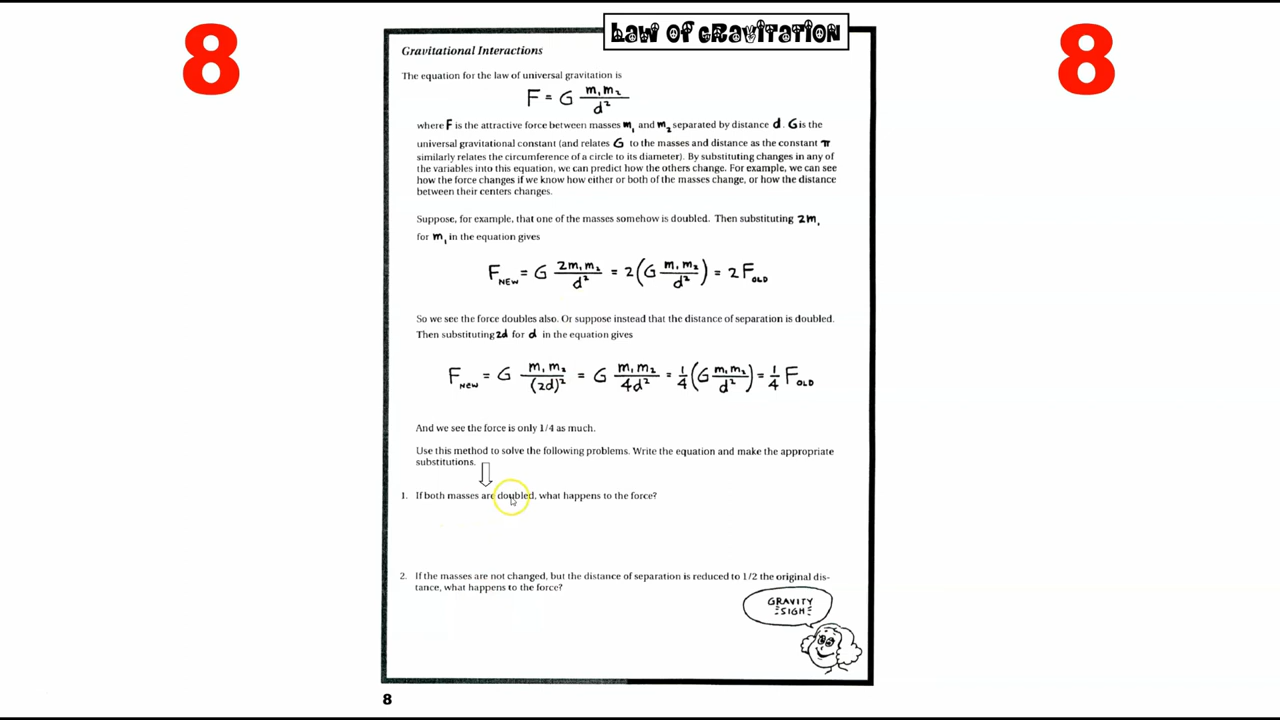 8
8
LAW OF GRAVITATION
Gravitational Interactions
The equation for the law of universal gravitation is
F = G m₁m₂ / d²
where F is the attractive force between masses m₁ and m₂ separated by distance d. G is the
universal gravitational constant (and relates G to the masses and distance as the constant π
similarly relates the circumference of a circle to its diameter). By substituting changes in any of
the variables into this equation, we can predict how the others change. For example, we can see
how the force changes if we know how either or both of the masses change, or how the distance
between their centers changes.
Suppose, for example, that one of the masses somehow is doubled. Then substituting 2m₁
for m₁ in the equation gives
F NEW = G 2m₁m₂ / d² = 2(G m₁m₂ / d²) = 2 F OLD
So we see the force doubles also. Or suppose instead that the distance of separation is doubled.
Then substituting 2d for d in the equation gives
F NEW = G m₁m₂ / (2d)² = G m₁m₂ / 4d² = 1/4 (G m₁m₂ / d²) = 1/4 F OLD
And we see the force is only 1/4 as much.
Use this method to solve the following problems. Write the equation and make the appropriate
substitutions.
1. If both masses are doubled, what happens to the force?
2. If the masses are not changed, but the distance of separation is reduced to 1/2 the original dis-
tance, what happens to the force?
GRAVITY
SIGH
8